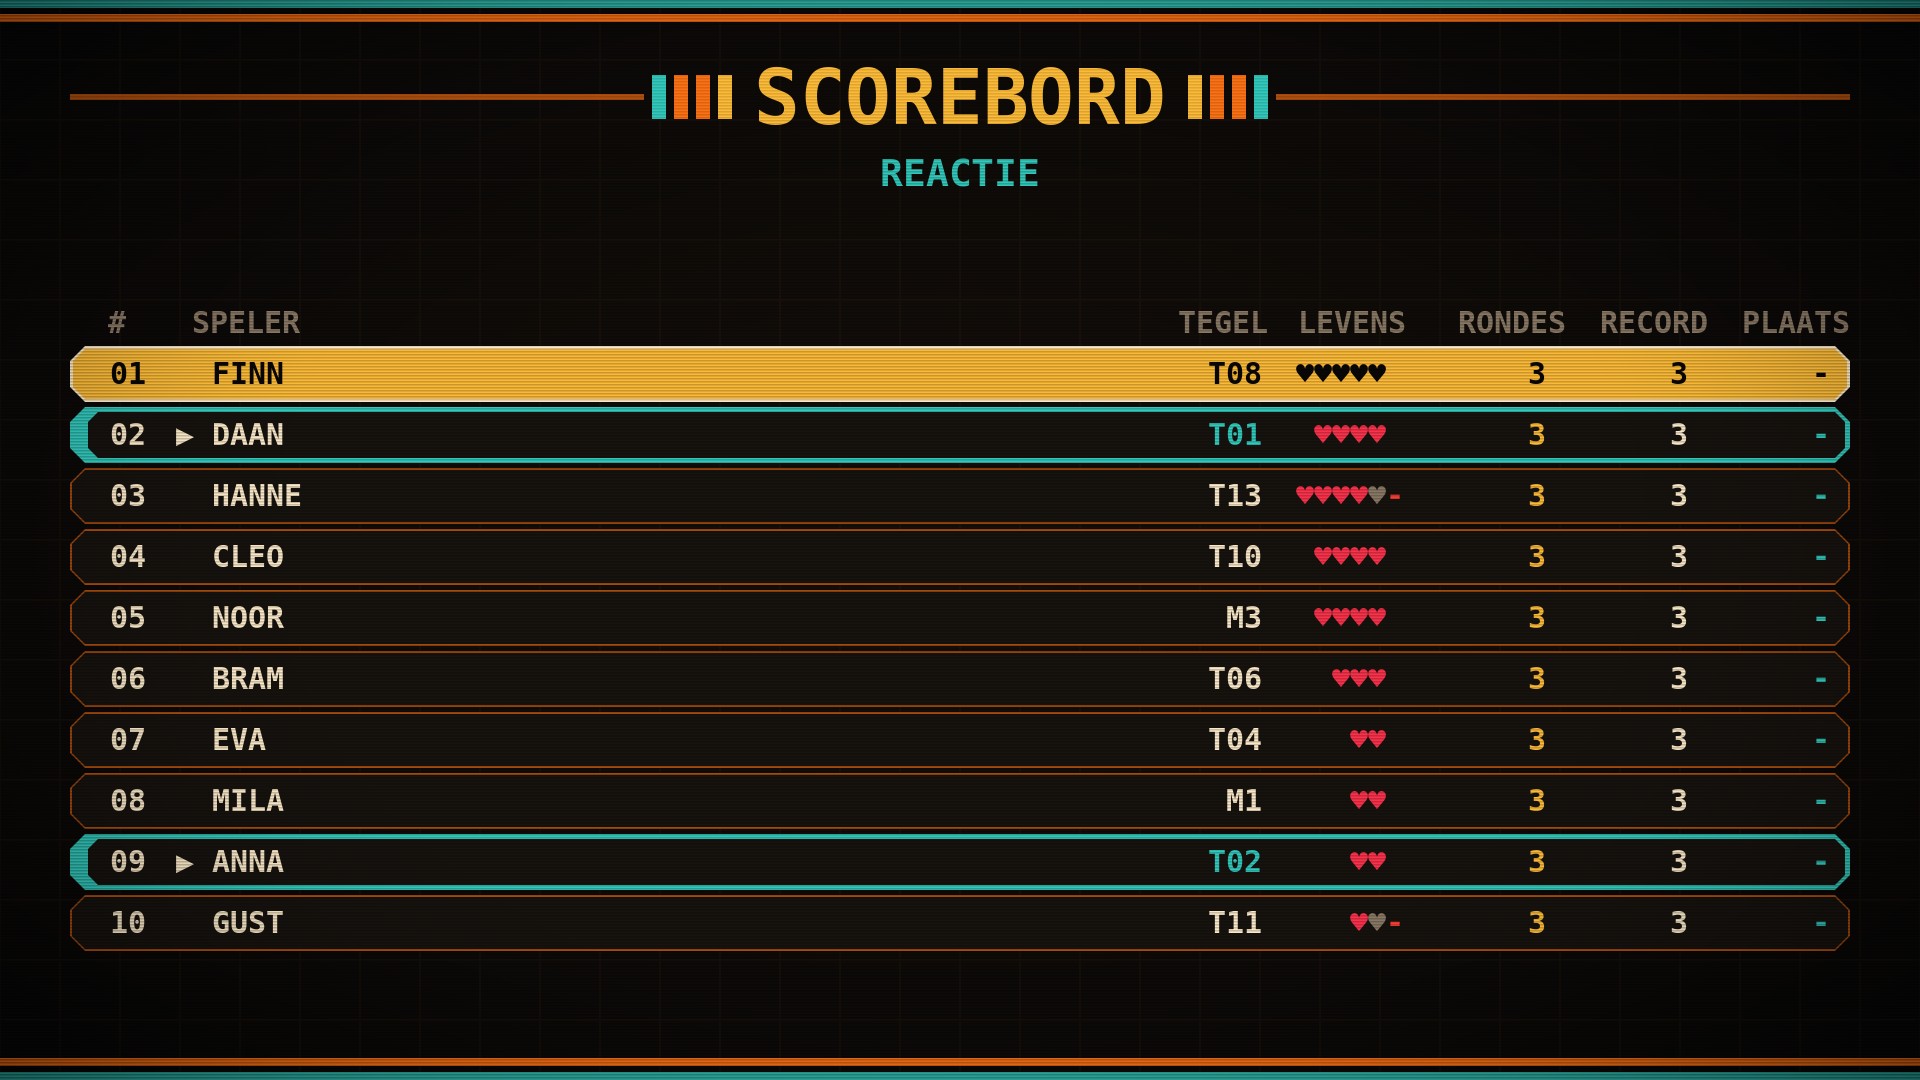 SCOREBORD
REACTIE
# SPELER TEGEL LEVENS RONDES RECORD PLAATS
01 FINN T08 ♥♥♥♥♥ 3 3 -
02 ▶ DAAN T01 ♥♥♥♥ 3 3 -
03 HANNE T13 ♥♥♥♥♥- 3 3 -
04 CLEO T10 ♥♥♥♥ 3 3 -
05 NOOR M3 ♥♥♥♥ 3 3 -
06 BRAM T06 ♥♥♥ 3 3 -
07 EVA T04 ♥♥ 3 3 -
08 MILA M1 ♥♥ 3 3 -
09 ▶ ANNA T02 ♥♥ 3 3 -
10 GUST T11 ♥♥- 3 3 -